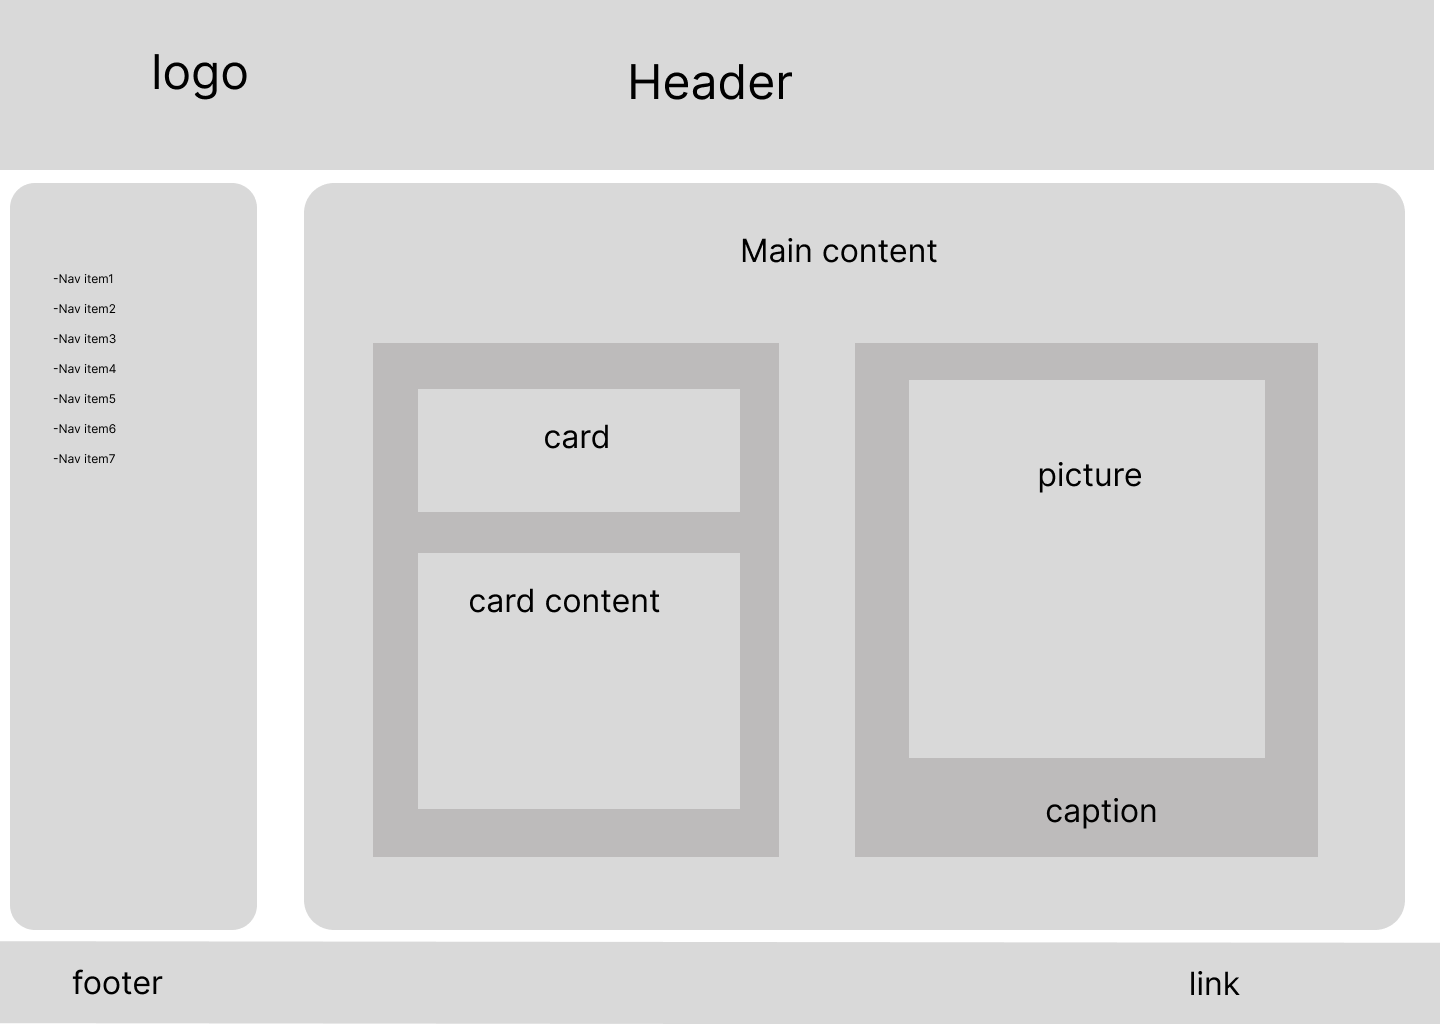 logo
Header
-Nav item1
-Nav item2
-Nav item3
-Nav item4
-Nav item5
-Nav item6
-Nav item7
Main content
card
card content
picture
caption
footer
link